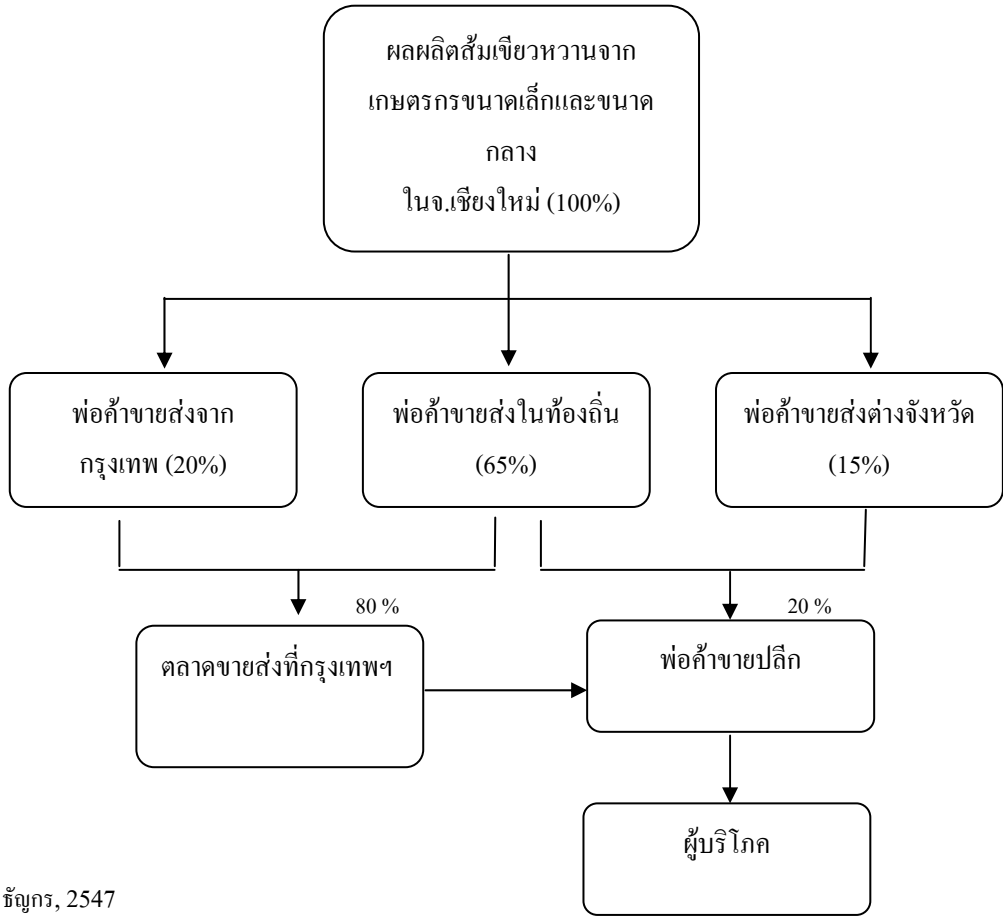 ผลผลิตส้มเขียวหวานจาก
เกษตรกรขนาดเล็กและขนาด
กลาง
ในจ.เชียงใหม่ (100%)
พ่อค้าขายส่งจาก
กรุงเทพ (20%)
พ่อค้าขายส่งในท้องถิ่น
(65%)
พ่อค้าขายส่งต่างจังหวัด
(15%)
80 %
20 %
ตลาดขายส่งที่กรุงเทพฯ
พ่อค้าขายปลีก
ผู้บริโภค
ธัญกร, 2547